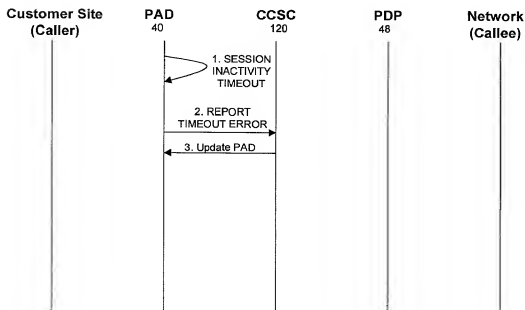 Customer Site
(Caller)
PAD
40
CCSC
120
PDP
48
Network
(Callee)
1. SESSION
INACTIVITY
TIMEOUT
2. REPORT
TIMEOUT ERROR
3. Update PAD